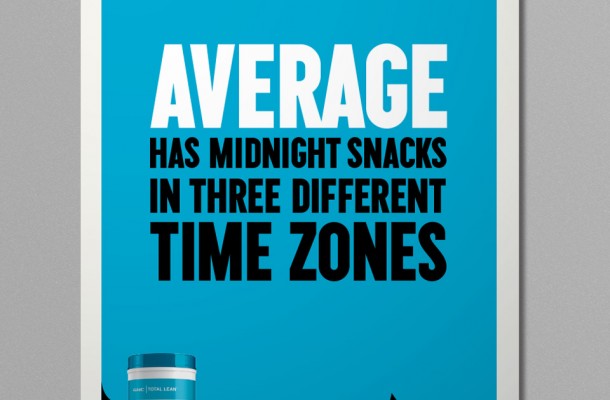 AVERAGE
HAS MIDNIGHT SNACKS
IN THREE DIFFERENT
TIME ZONES
TOTAL LEAN